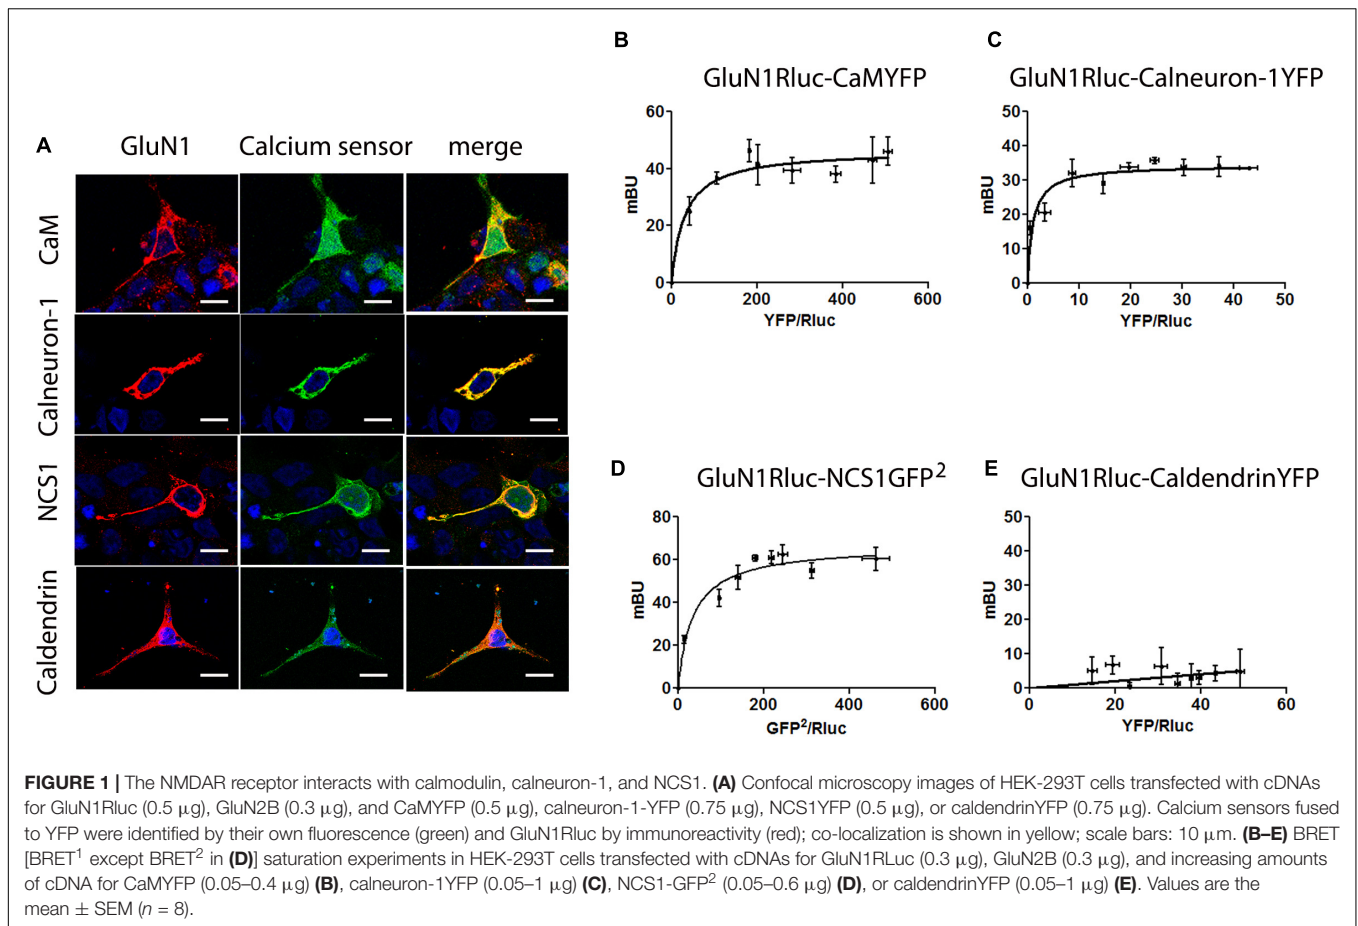 A
GluN1 Calcium sensor merge
CaM
Calneuron-1
NCS1
Caldendrin
B
GluN1Rluc-CaMYFP
mBU
60
40
20
0
0 200 400 600
YFP/Rluc
C
GluN1Rluc-Calneuron-1YFP
mBU
50
40
30
20
10
0
0 10 20 30 40 50
YFP/Rluc
D
GluN1Rluc-NCS1GFP²
mBU
80
60
40
20
0
0 200 400 600
GFP²/Rluc
E
GluN1Rluc-CaldendrinYFP
mBU
50
40
30
20
10
0
0 20 40 60
YFP/Rluc
FIGURE 1 | The NMDAR receptor interacts with calmodulin, calneuron-1, and NCS1. (A) Confocal microscopy images of HEK-293T cells transfected with cDNAs
for GluN1Rluc (0.5 μg), GluN2B (0.3 μg), and CaMYFP (0.5 μg), calneuron-1-YFP (0.75 μg), NCS1YFP (0.5 μg), or caldendrinYFP (0.75 μg). Calcium sensors fused
to YFP were identified by their own fluorescence (green) and GluN1Rluc by immunoreactivity (red); co-localization is shown in yellow; scale bars: 10 μm. (B–E) BRET
[BRET¹ except BRET² in (D)] saturation experiments in HEK-293T cells transfected with cDNAs for GluN1RLuc (0.3 μg), GluN2B (0.3 μg), and increasing amounts
of cDNA for CaMYFP (0.05–0.4 μg) (B), calneuron-1YFP (0.05–1 μg) (C), NCS1-GFP² (0.05–0.6 μg) (D), or caldendrinYFP (0.05–1 μg) (E). Values are the
mean ± SEM (n = 8).